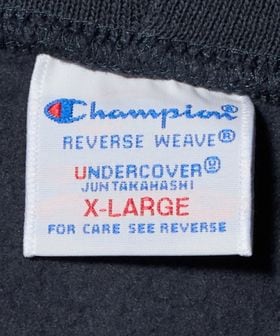 Champion®
REVERSE WEAVE®
UNDERCOVER®
JUNTAKAHASHI
X-LARGE
FOR CARE SEE REVERSE